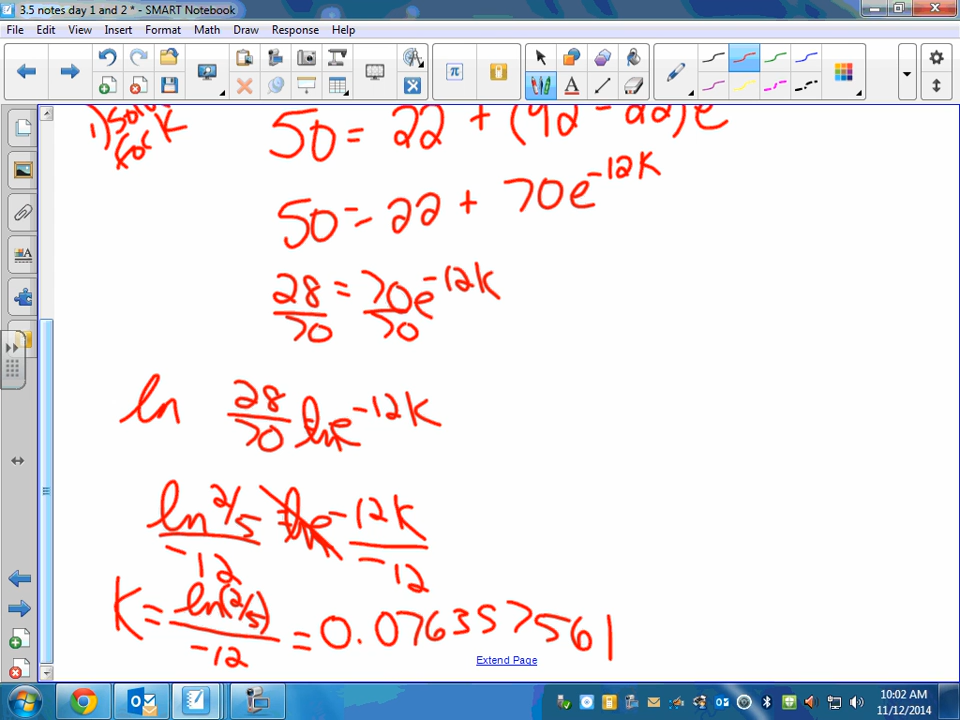 3.5 notes day 1 and 2 * - SMART Notebook
File Edit View Insert Format Math Draw Response Help
1) solve
for K
50 = 22 + (92 - 22)e
50 = 22 + 70e^-12K
28/70 = 70e^-12K/70
ln 28/70 lne^-12K
ln 2/5/-12 lne -12K/-12
K = ln(2/5)/-12 = 0.076357561
Extend Page
10:02 AM
11/12/2014